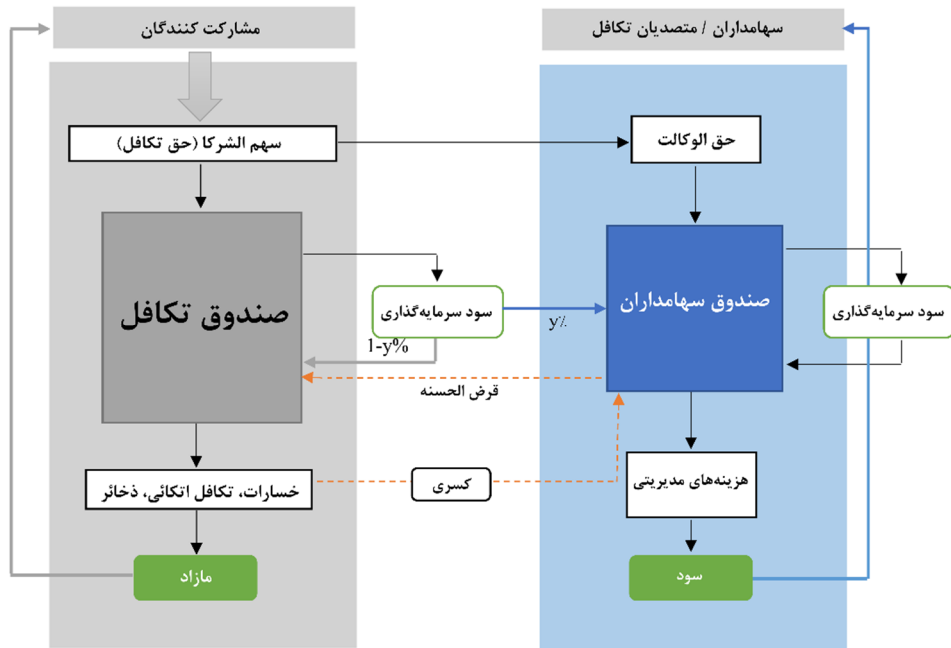 مشارکت کنندگان
سهامداران / متصدیان تکافل
سهم الشرکا (حق تکافل)
حق الوکالت
صندوق تکافل
صندوق سهامداران
سود سرمایه‌گذاری
سود سرمایه‌گذاری
y٪
1-y%
قرض الحسنه
خسارات، تکافل اتکائی، ذخائر
کسری
هزینه‌های مدیریتی
مازاد
سود